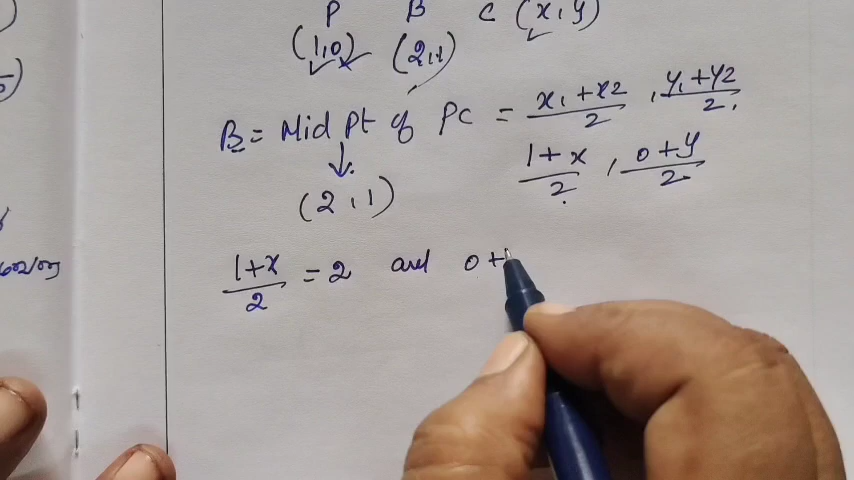 P B C (x, y)
(1,0) (2,1)
B = Mid Pt of PC = x1 + x2 / 2 , y1 + y2 / 2
1 + x / 2 , 0 + y / 2
(2, 1)
1+x / 2 = 2 and 0 +